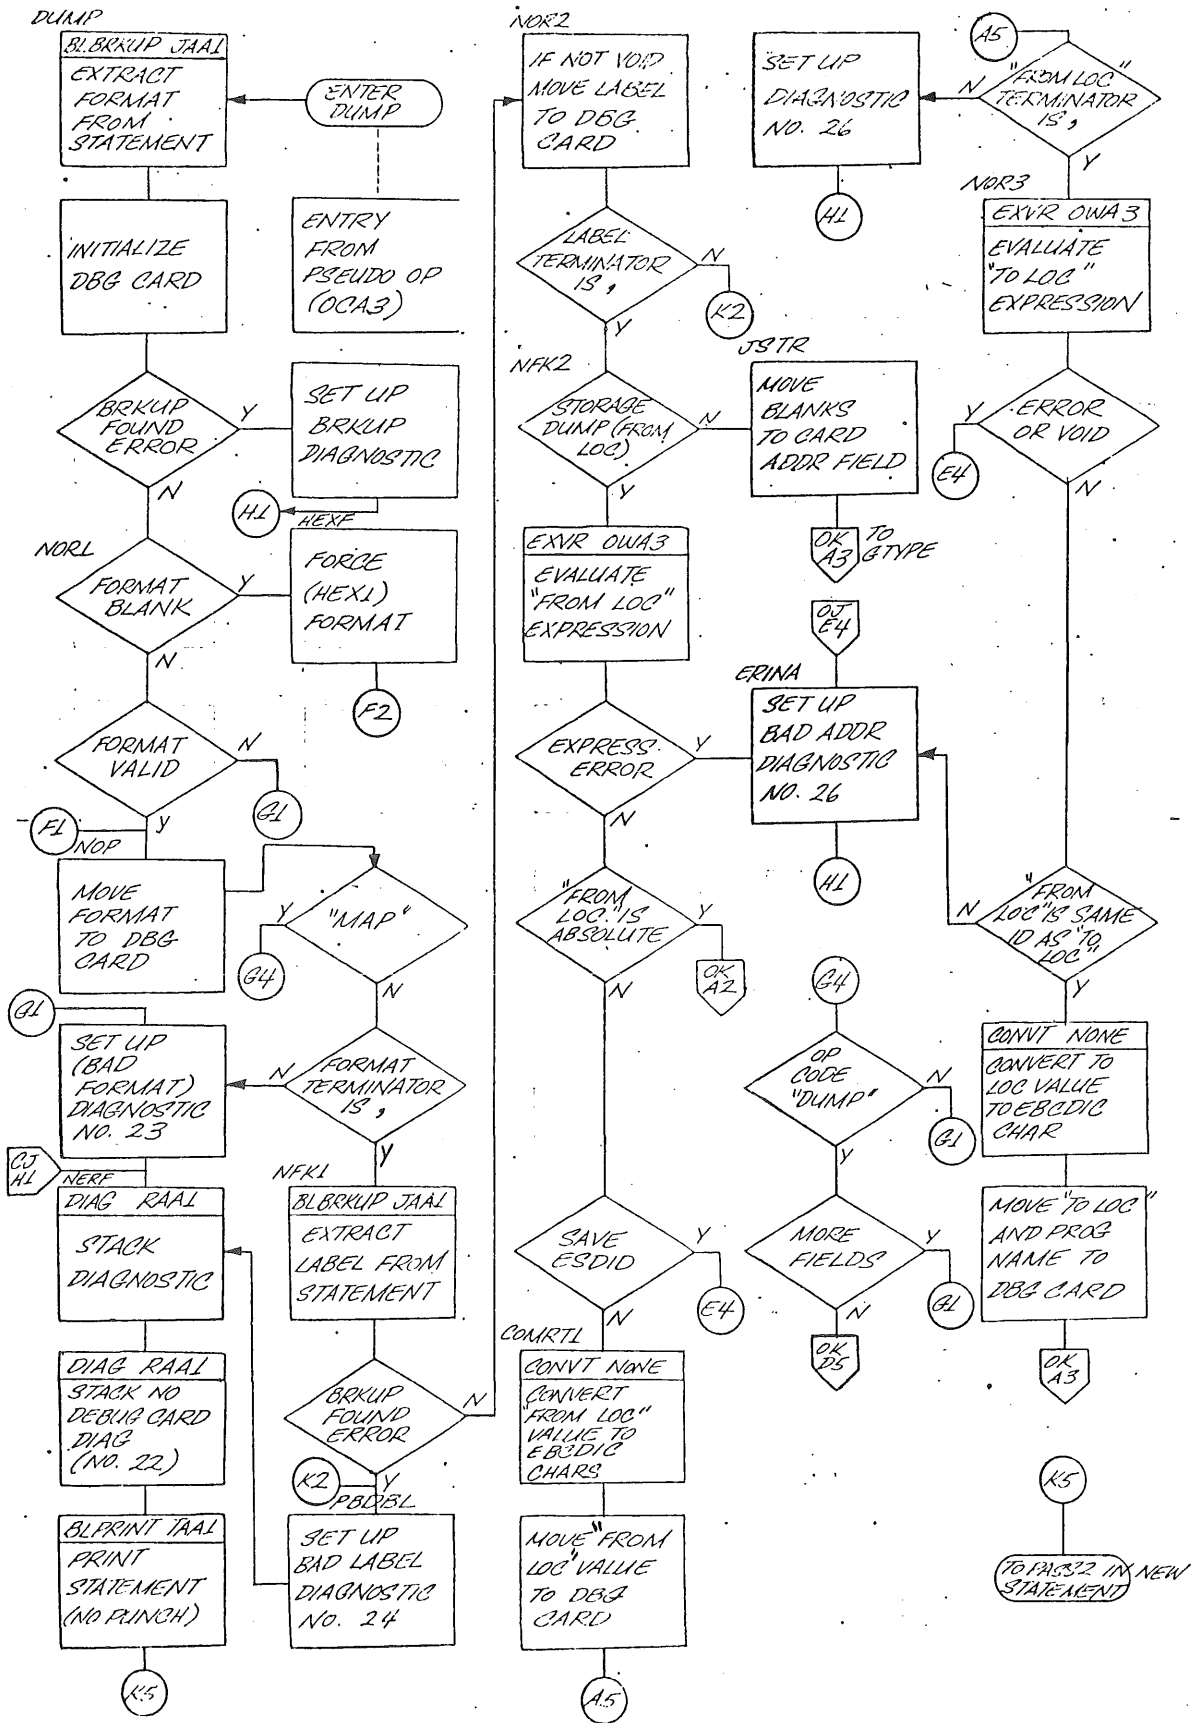 DUMP
BLBRKUP JAA1
EXTRACT
FORMAT
FROM
STATEMENT
ENTER
DUMP
INITIALIZE
DBG CARD
ENTRY
FROM
PSEUDO OP
(OCA3)
BRKUP
FOUND
ERROR
Y
N
SET UP
BRKUP
DIAGNOSTIC
H1
NOR1
FORMAT
BLANK
Y
N
HEXF
FORCE
(HEX1)
FORMAT
F2
FORMAT
VALID
N
Y
G1
F1
NOP
MOVE
FORMAT
TO DBG
CARD
"MAP"
Y
N
G4
G1
SET UP
(BAD
FORMAT)
DIAGNOSTIC
NO. 23
FORMAT
TERMINATOR
IS ,
N
Y
CJ
H1
NERF
DIAG RAA1
STACK
DIAGNOSTIC
NFK1
BLBRKUP JAA1
EXTRACT
LABEL FROM
STATEMENT
DIAG RAA1
STACK NO
DEBUG CARD
DIAG
(NO. 22)
BRKUP
FOUND
ERROR
N
Y
K2
PBDBL
BLPRINT TAA1
PRINT
STATEMENT
(NO PUNCH)
K5
SET UP
BAD LABEL
DIAGNOSTIC
NO. 24
NOR2
IF NOT VOID
MOVE LABEL
TO DBG
CARD
LABEL
TERMINATOR
IS ,
N
Y
K2
NFK2
STORAGE
DUMP (FROM
LOC)
N
Y
JSTR
MOVE
BLANKS
TO CARD
ADDR FIELD
OK
A3
TO
GTYPE
EXVR OWA3
EVALUATE
"FROM LOC"
EXPRESSION
OJ
E4
ERINA
SET UP
BAD ADDR
DIAGNOSTIC
NO. 26
H1
EXPRESS.
ERROR
Y
N
"FROM
LOC." IS
ABSOLUTE
Y
N
OK
A2
SAVE
ESDID
Y
N
E4
COMRT1
CONVT NONE
CONVERT
"FROM LOC"
VALUE TO
EBCDIC
CHARS
MOVE "FROM
LOC" VALUE
TO DBG
CARD
A5
G4
OP
CODE
"DUMP"
N
Y
G1
MORE
FIELDS
Y
N
G1
OK
D5
A5
"FROM LOC"
TERMINATOR
IS ,
N
Y
SET UP
DIAGNOSTIC
NO. 26
H1
NOR3
EXVR OWA3
EVALUATE
"TO LOC"
EXPRESSION
ERROR
OR VOID
Y
N
E4
"FROM
LOC" IS SAME
ID AS "TO
LOC"
N
Y
CONVT NONE
CONVERT TO
LOC VALUE
TO EBCDIC
CHAR
MOVE "TO LOC"
AND PROG
NAME TO
DBG CARD
OK
A3
K5
TO PASS2 IN NEW
STATEMENT